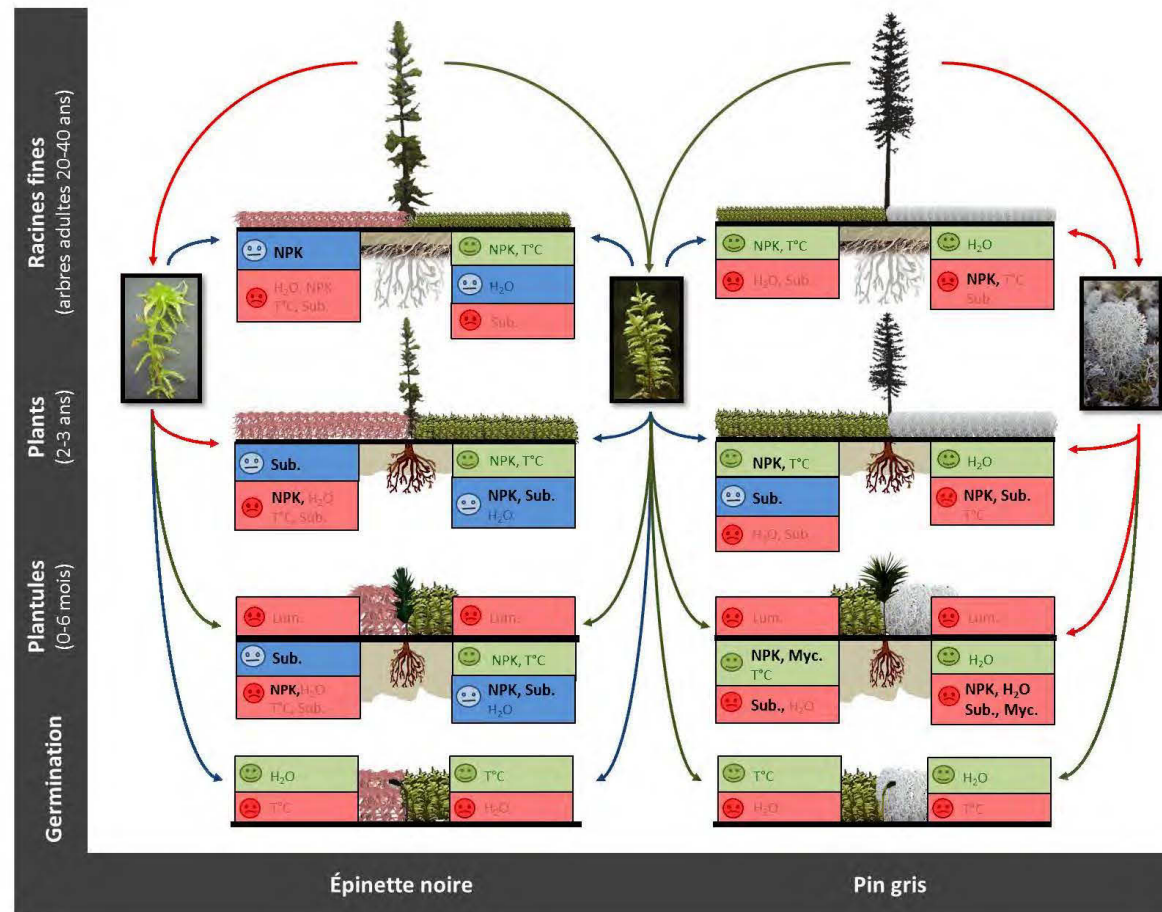 Racines fines
(arbres adultes 20-40 ans)
NPK
H₂O, NPK
T°C, Sub.
NPK, T°C
H₂O
Sub.
NPK, T°C
H₂O, Sub.
H₂O
NPK, T°C
Sub.
Plants
(2-3 ans)
Sub.
NPK, H₂O
T°C, Sub.
NPK, T°C
NPK, Sub.
H₂O
NPK, T°C
Sub.
H₂O, Sub.
H₂O
NPK, Sub.
T°C
Plantules
(0-6 mois)
Lum.
Lum.
Sub.
NPK, H₂O
T°C, Sub.
NPK, T°C
NPK, Sub.
H₂O
Lum.
Lum.
NPK, Myc.
T°C
Sub., H₂O
H₂O
NPK, H₂O
Sub., Myc.
Germination
H₂O
T°C
T°C
H₂O
T°C
H₂O
H₂O
T°C
Épinette noire
Pin gris